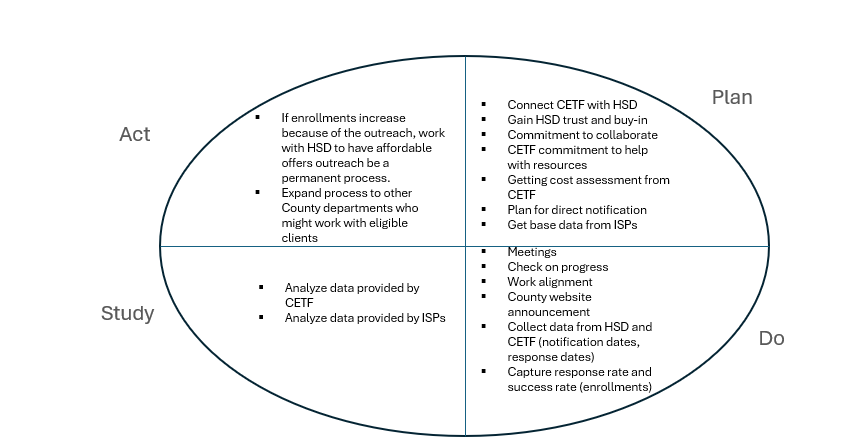 Plan
▪ Connect CETF with HSD
▪ Gain HSD trust and buy-in
▪ Commitment to collaborate
▪ CETF commitment to help
with resources
▪ Getting cost assessment from
CETF
▪ Plan for direct notification
▪ Get base data from ISPs
Do
▪ Meetings
▪ Check on progress
▪ Work alignment
▪ County website
announcement
▪ Collect data from HSD and
CETF (notification dates,
response dates)
▪ Capture response rate and
success rate (enrollments)
Study
▪ Analyze data provided by
CETF
▪ Analyze data provided by ISPs
Act
▪ If enrollments increase
because of the outreach, work
with HSD to have affordable
offers outreach be a
permanent process.
▪ Expand process to other
County departments who
might work with eligible
clients